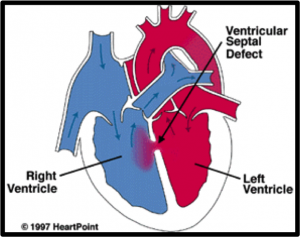 Ventricular
Septal
Defect
Right
Ventricle
Left
Ventricle
© 1997 HeartPoint